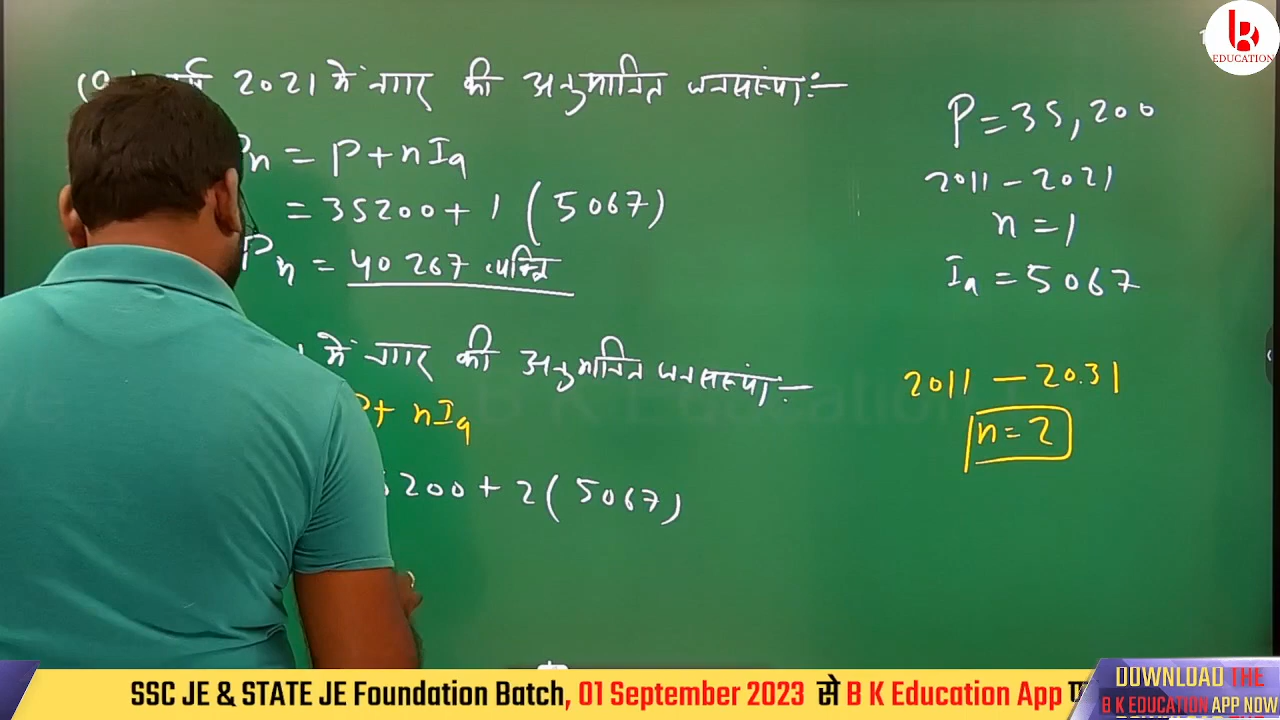 2021 में नगर की अनुमानित जनसंख्या:-
Pn = P + nIa
= 35200 + 1 (5067)
Pn = 40267 व्यक्ति
में नगर की अनुमानित जनसंख्या:-
P + nIa
200 + 2 (5067)
P = 35,200
2011 - 2021
n = 1
Ia = 5067
2011 - 2031
n = 2
B K Education
EDUCATION
SSC JE & STATE JE Foundation Batch, 01 September 2023 से B K Education App
DOWNLOAD THE
B K EDUCATION APP NOW